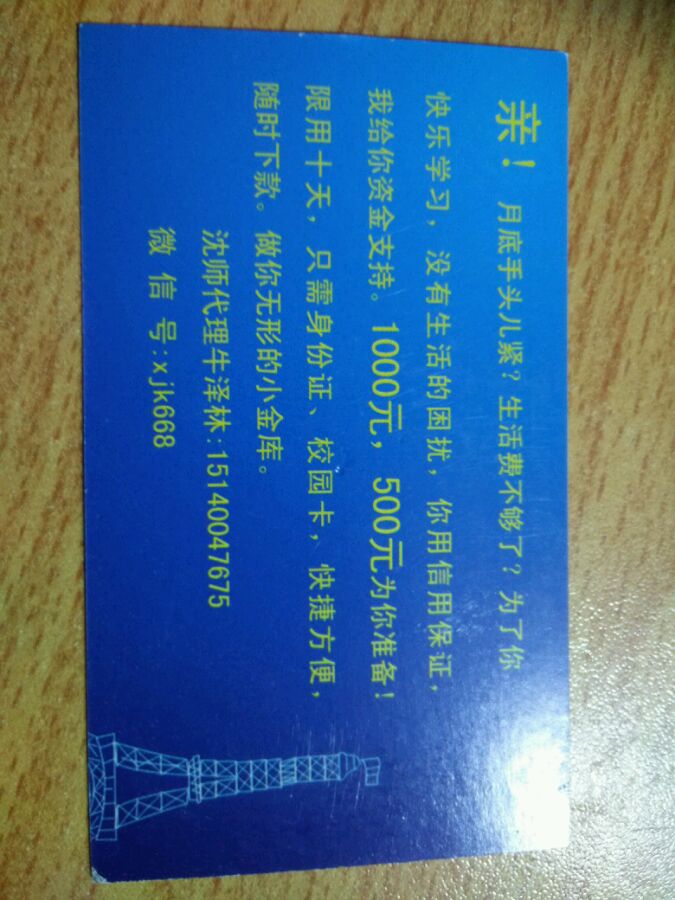 亲！月底手头儿紧？生活费不够了？为了你
快乐学习，没有生活的困扰，你用信用保证，
我给你资金支持。1000元，500元为你准备！
限用十天，只需身份证、校园卡，快捷方便，
随时下款。做你无形的小金库。
沈师代理牛泽林:15140047675
微信号:xjk668